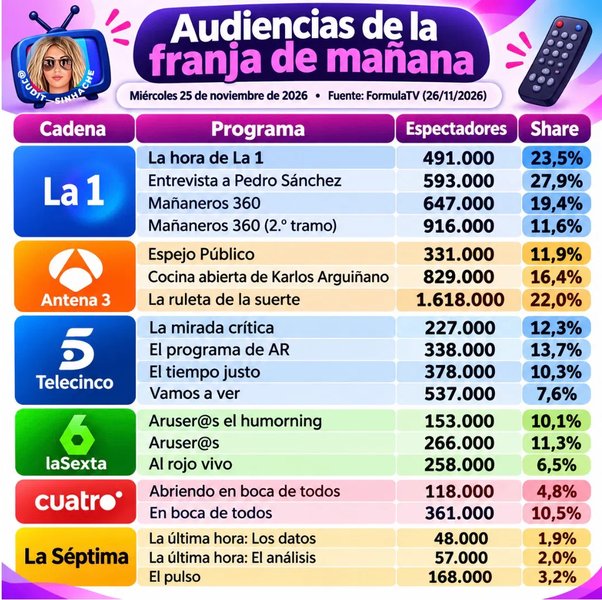 Audiencias de la
franja de mañana
@JUDIT_SINHACHE
Miércoles 25 de noviembre de 2026 • Fuente: FormulaTV (26/11/2026)
Cadena Programa Espectadores Share
La 1
La hora de La 1 491.000 23,5%
Entrevista a Pedro Sánchez 593.000 27,9%
Mañaneros 360 647.000 19,4%
Mañaneros 360 (2.º tramo) 916.000 11,6%
Antena 3
Espejo Público 331.000 11,9%
Cocina abierta de Karlos Arguiñano 829.000 16,4%
La ruleta de la suerte 1.618.000 22,0%
5
Telecinco
La mirada crítica 227.000 12,3%
El programa de AR 338.000 13,7%
El tiempo justo 378.000 10,3%
Vamos a ver 537.000 7,6%
6
laSexta
Aruser@s el humorning 153.000 10,1%
Aruser@s 266.000 11,3%
Al rojo vivo 258.000 6,5%
cuatro
Abriendo en boca de todos 118.000 4,8%
En boca de todos 361.000 10,5%
La Séptima
La última hora: Los datos 48.000 1,9%
La última hora: El análisis 57.000 2,0%
El pulso 168.000 3,2%